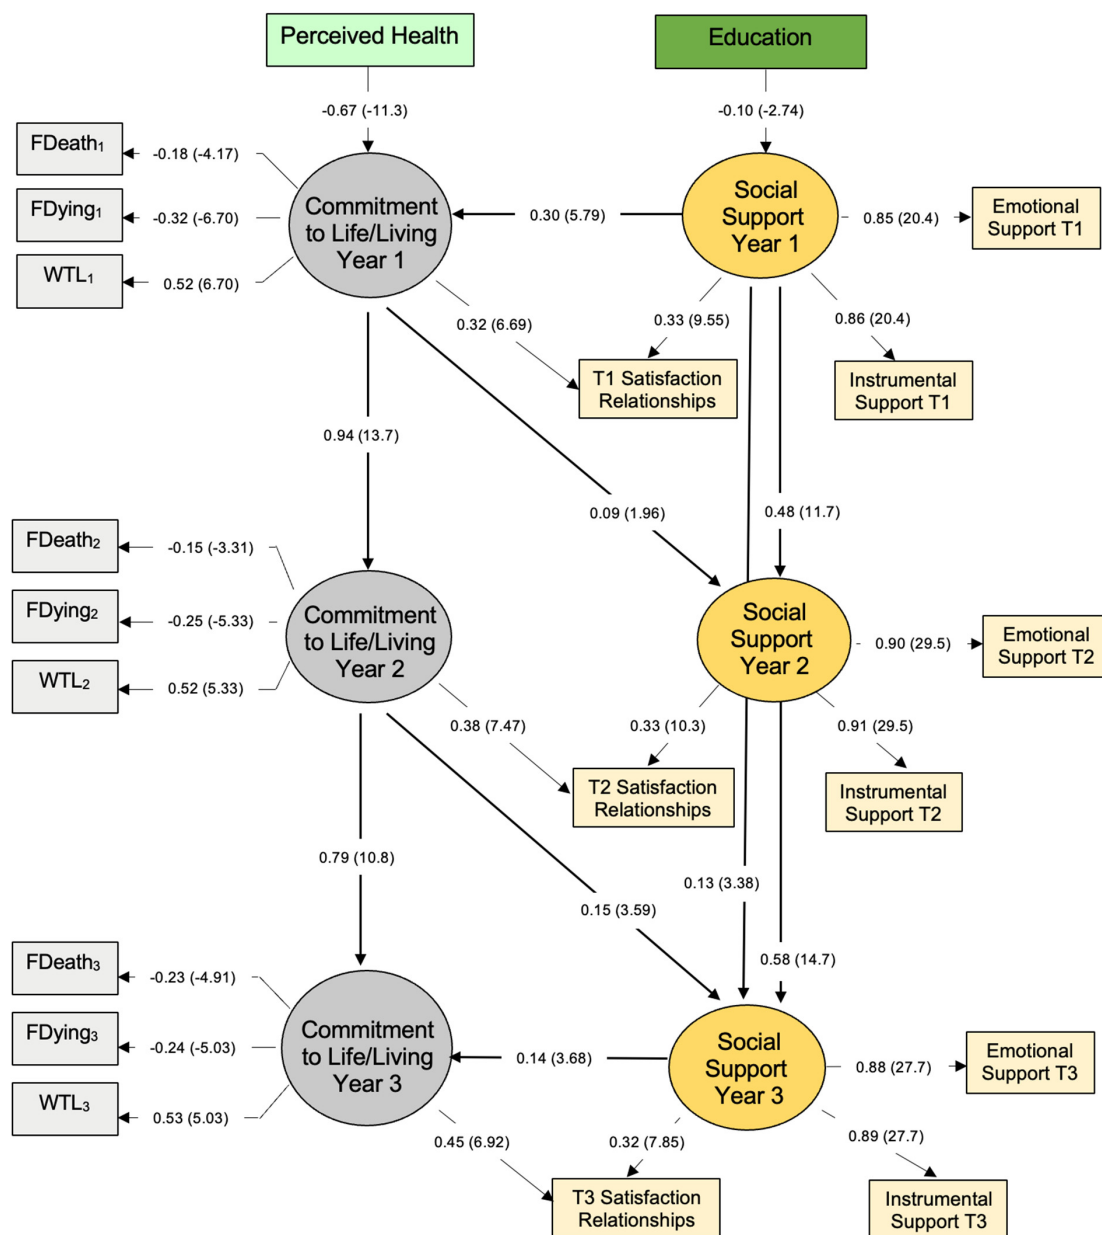 Perceived Health
Education
-0.67 (-11.3)
-0.10 (-2.74)
FDeath₁
-0.18 (-4.17)
FDying₁
-0.32 (-6.70)
WTL₁
0.52 (6.70)
Commitment
to Life/Living
Year 1
0.30 (5.79)
Social
Support
Year 1
0.85 (20.4)
Emotional
Support T1
0.32 (6.69)
0.33 (9.55)
0.86 (20.4)
T1 Satisfaction
Relationships
Instrumental
Support T1
0.94 (13.7)
0.09 (1.96)
0.48 (11.7)
FDeath₂
-0.15 (-3.31)
FDying₂
-0.25 (-5.33)
WTL₂
0.52 (5.33)
Commitment
to Life/Living
Year 2
Social
Support
Year 2
0.90 (29.5)
Emotional
Support T2
0.38 (7.47)
0.33 (10.3)
0.91 (29.5)
T2 Satisfaction
Relationships
Instrumental
Support T2
0.79 (10.8)
0.15 (3.59)
0.13 (3.38)
0.58 (14.7)
FDeath₃
-0.23 (-4.91)
FDying₃
-0.24 (-5.03)
WTL₃
0.53 (5.03)
Commitment
to Life/Living
Year 3
0.14 (3.68)
Social
Support
Year 3
0.88 (27.7)
Emotional
Support T3
0.45 (6.92)
0.32 (7.85)
0.89 (27.7)
T3 Satisfaction
Relationships
Instrumental
Support T3